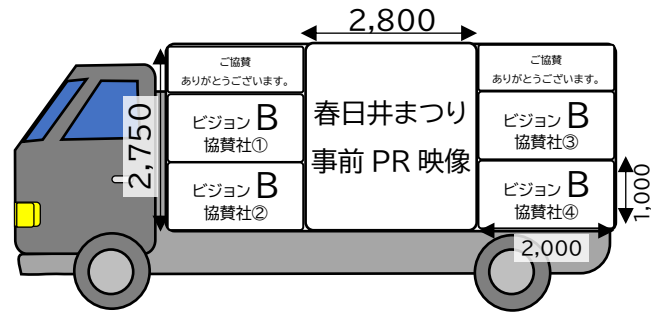 2,800
2,750
ご協賛
ありがとうございます。
ビジョン B
協賛社①
ビジョン B
協賛社②
春日井まつり
事前 PR 映像
ご協賛
ありがとうございます。
ビジョン B
協賛社③
ビジョン B
協賛社④
1,000
2,000